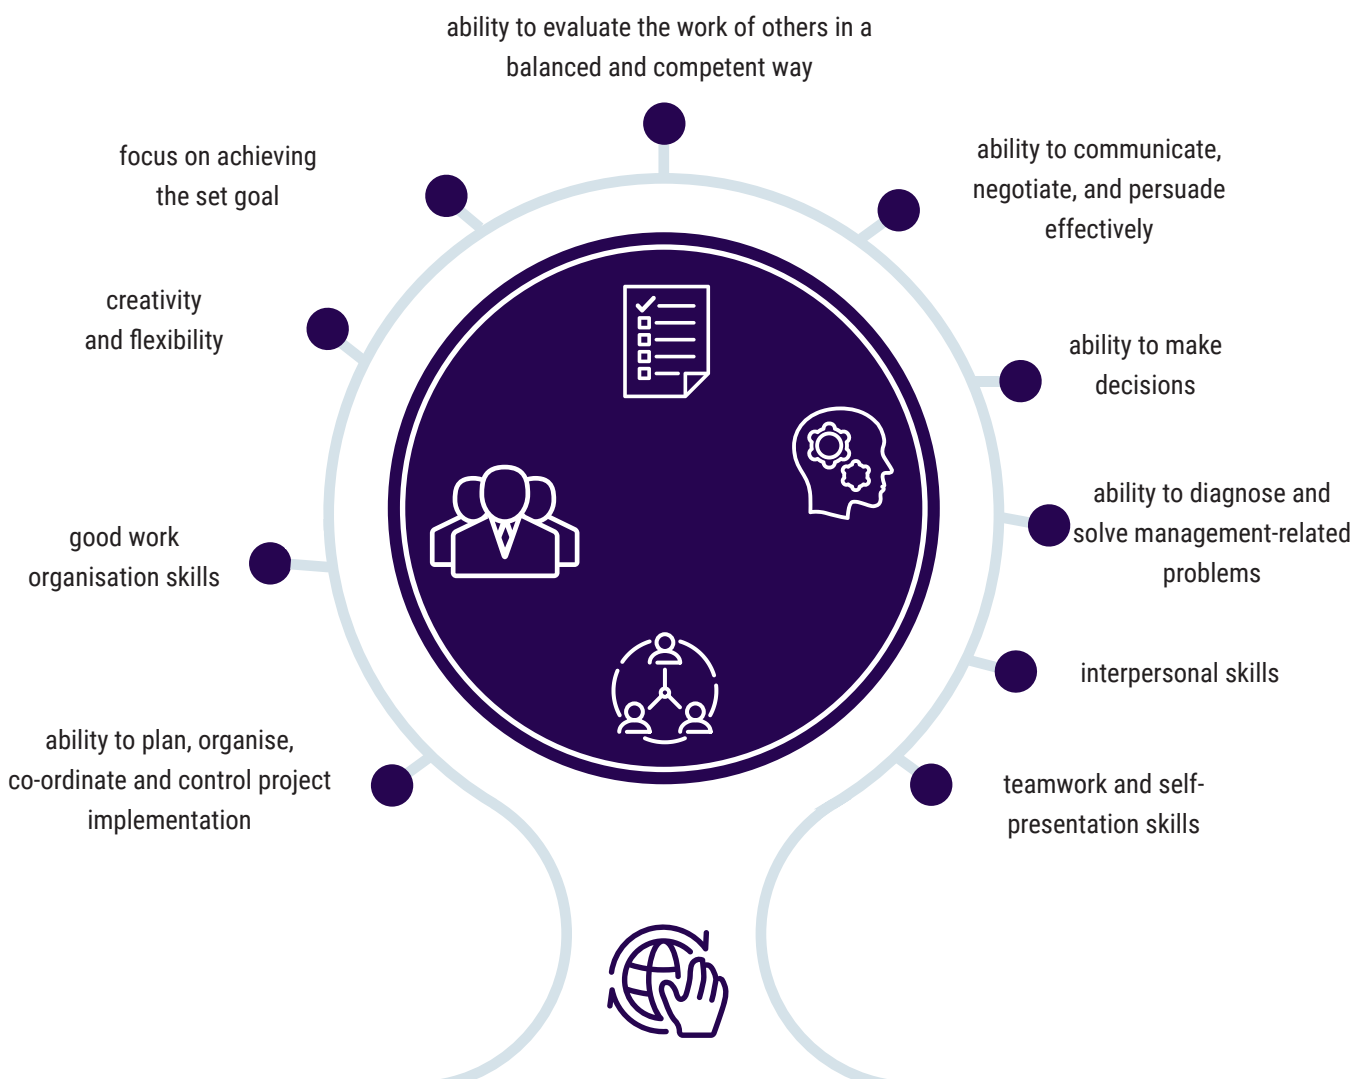 ability to evaluate the work of others in a
balanced and competent way
focus on achieving
the set goal
ability to communicate,
negotiate, and persuade
effectively
creativity
and flexibility
ability to make
decisions
ability to diagnose and
solve management-related
problems
good work
organisation skills
interpersonal skills
ability to plan, organise,
co-ordinate and control project
implementation
teamwork and self-
presentation skills